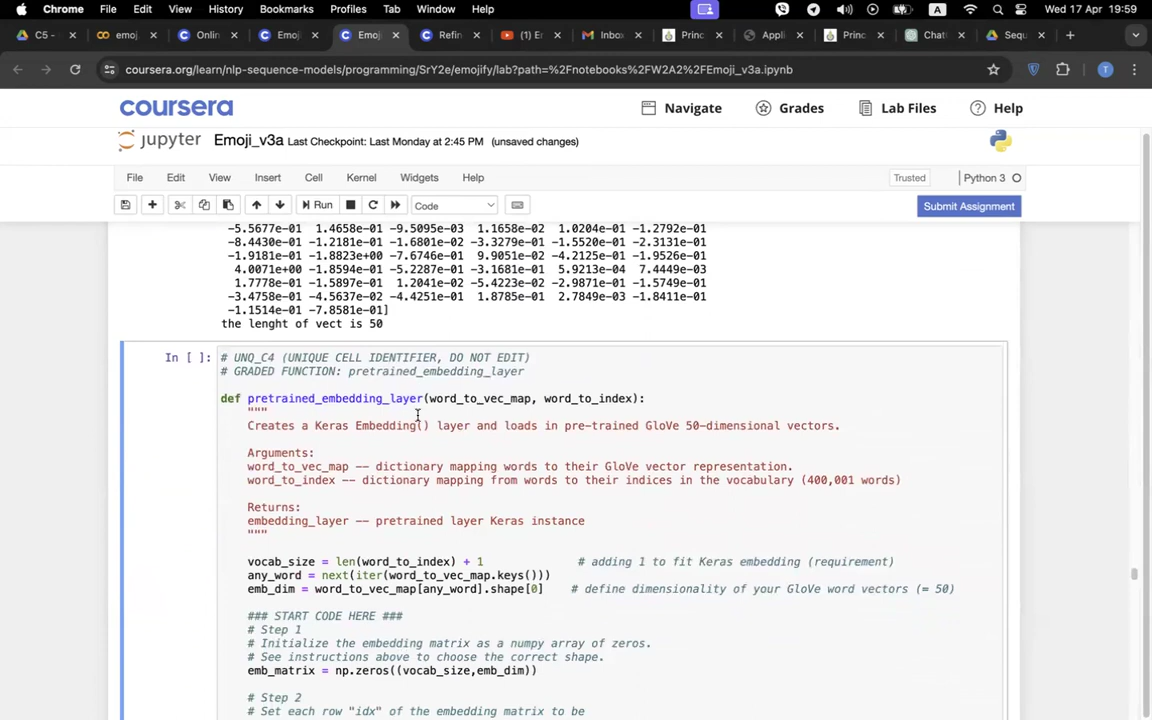 Chrome File Edit View History Bookmarks Profiles Tab Window Help A Wed 17 Apr 19:59
C5 - emoj Onlin Emoji Emoj Refin (1) Er Inbox Princ Appli Princ Chat Sequ
coursera.org/learn/nlp-sequence-models/programming/SrY2e/emojify/lab?path=%2Fnotebooks%2FW2A2%2FEmoji_v3a.ipynb T
coursera Navigate Grades Lab Files Help
jupyter Emoji_v3a Last Checkpoint: Last Monday at 2:45 PM (unsaved changes)
File Edit View Insert Cell Kernel Widgets Help Trusted Python 3
Run Code Submit Assignment
-5.5677e-01 1.4658e-01 -9.5095e-03 1.1658e-02 1.0204e-01 -1.2792e-01
-8.4430e-01 -1.2181e-01 -1.6801e-02 -3.3279e-01 -1.5520e-01 -2.3131e-01
-1.9181e-01 -1.8823e+00 -7.6746e-01 9.9051e-02 -4.2125e-01 -1.9526e-01
4.0071e+00 -1.8594e-01 -5.2287e-01 -3.1681e-01 5.9213e-04 7.4449e-03
1.7778e-01 -1.5897e-01 1.2041e-02 -5.4223e-02 -2.9871e-01 -1.5749e-01
-3.4758e-01 -4.5637e-02 -4.4251e-01 1.8785e-01 2.7849e-03 -1.8411e-01
-1.1514e-01 -7.8581e-01]
the lenght of vect is 50
In [ ]: # UNQ_C4 (UNIQUE CELL IDENTIFIER, DO NOT EDIT)
# GRADED FUNCTION: pretrained_embedding_layer
def pretrained_embedding_layer(word_to_vec_map, word_to_index):
"""
Creates a Keras Embedding() layer and loads in pre-trained GloVe 50-dimensional vectors.
Arguments:
word_to_vec_map -- dictionary mapping words to their GloVe vector representation.
word_to_index -- dictionary mapping from words to their indices in the vocabulary (400,001 words)
Returns:
embedding_layer -- pretrained layer Keras instance
"""
vocab_size = len(word_to_index) + 1 # adding 1 to fit Keras embedding (requirement)
any_word = next(iter(word_to_vec_map.keys()))
emb_dim = word_to_vec_map[any_word].shape[0] # define dimensionality of your GloVe word vectors (= 50)
### START CODE HERE ###
# Step 1
# Initialize the embedding matrix as a numpy array of zeros.
# See instructions above to choose the correct shape.
emb_matrix = np.zeros((vocab_size,emb_dim))
# Step 2
# Set each row "idx" of the embedding matrix to be